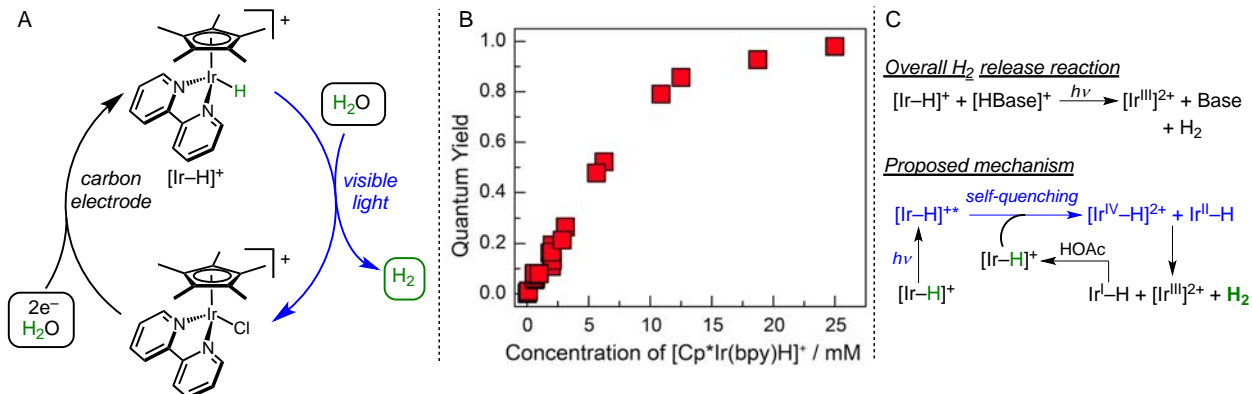 A
]+
Ir
N
N
H
[Ir–H]+
carbon
electrode
H2O
visible
light
H2
2e–
H2O
]+
Ir
N
N
Cl
B
Quantum Yield
1.0
0.8
0.6
0.4
0.2
0.0
0 5 10 15 20 25
Concentration of [Cp*Ir(bpy)H]+ / mM
C
Overall H2 release reaction
[Ir–H]+ + [HBase]+ hν [IrIII]2+ + Base
+ H2
Proposed mechanism
self-quenching
[Ir–H]+* [IrIV–H]2+ + IrII–H
hν [Ir–H]+ HOAc
[Ir–H]+ IrI–H + [IrIII]2+ + H2